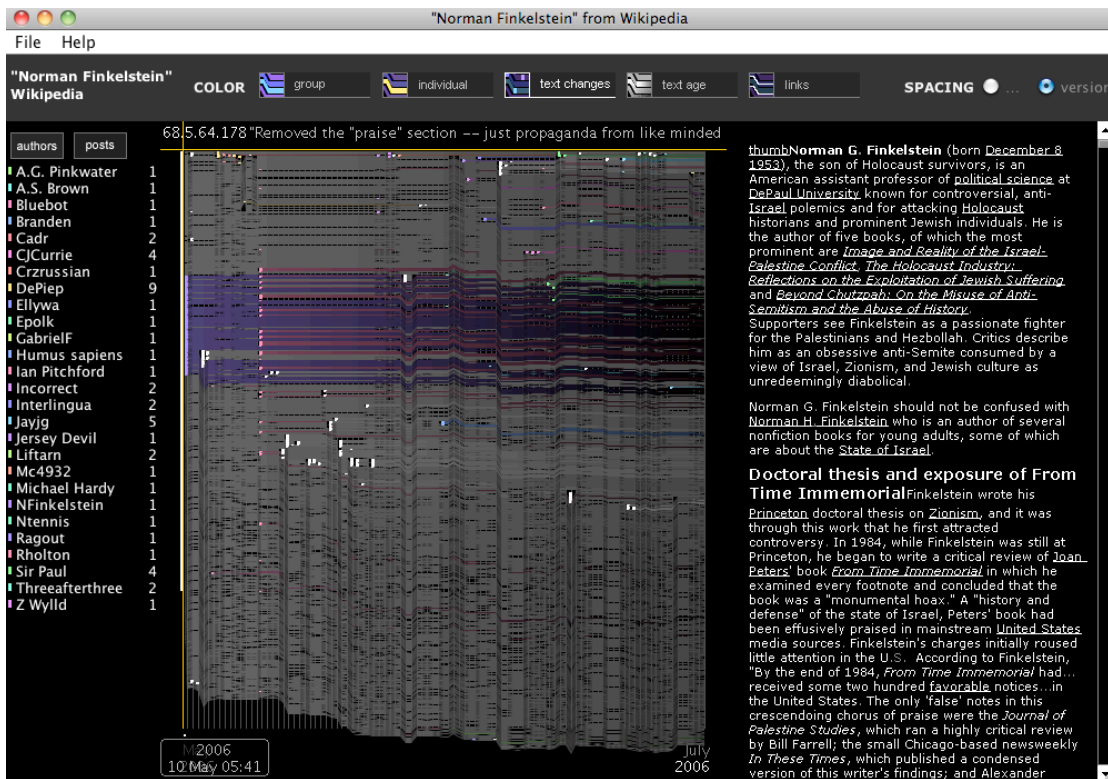 "Norman Finkelstein" from Wikipedia
File Help
"Norman Finkelstein"
Wikipedia
COLOR group individual text changes text age links SPACING ... version
authors posts
68.5.64.178 "Removed the "praise" section -- just propaganda from like minded
A.G. Pinkwater 1
A.S. Brown 1
Bluebot 1
Branden 1
Cadr 2
CJCurrie 4
Crzrussian 1
DePiep 9
Ellywa 1
Epolk 1
GabrielF 1
Humus sapiens 1
Ian Pitchford 1
Incorrect 2
Interlingua 2
Jayjg 5
Jersey Devil 1
Liftarn 2
Mc4932 1
Michael Hardy 1
NFinkelstein 1
Ntennis 1
Ragout 1
Rholton 1
Sir Paul 4
Threeafterthree 2
Z Wylld 1
2006
10 May 05:41
July
2006
thumbNorman G. Finkelstein (born December 8
1953), the son of Holocaust survivors, is an
American assistant professor of political science at
DePaul University known for controversial, anti-
Israel polemics and for attacking Holocaust
historians and prominent Jewish individuals. He is
the author of five books, of which the most
prominent are Image and Reality of the Israel-
Palestine Conflict, The Holocaust Industry:
Reflections on the Exploitation of Jewish Suffering
and Beyond Chutzpah: On the Misuse of Anti-
Semitism and the Abuse of History.
Supporters see Finkelstein as a passionate fighter
for the Palestinians and Hezbollah. Critics describe
him as an obsessive anti-Semite consumed by a
view of Israel, Zionism, and Jewish culture as
unredeemingly diabolical.
Norman G. Finkelstein should not be confused with
Norman H. Finkelstein who is an author of several
nonfiction books for young adults, some of which
are about the State of Israel.
Doctoral thesis and exposure of From
Time ImmemorialFinkelstein wrote his
Princeton doctoral thesis on Zionism, and it was
through this work that he first attracted
controversy. In 1984, while Finkelstein was still at
Princeton, he began to write a critical review of Joan
Peters' book From Time Immemorial in which he
examined every footnote and concluded that the
book was a "monumental hoax." A "history and
defense" of the state of Israel, Peters' book had
been effusively praised in mainstream United States
media sources. Finkelstein's charges initially roused
little attention in the U.S. According to Finkelstein,
"By the end of 1984, From Time Immemorial had...
received some two hundred favorable notices...in
the United States. The only 'false' notes in this
crescendoing chorus of praise were the Journal of
Palestine Studies, which ran a highly critical review
by Bill Farrell; the small Chicago-based newsweekly
In These Times, which published a condensed
version of this writer's findings; and Alexander